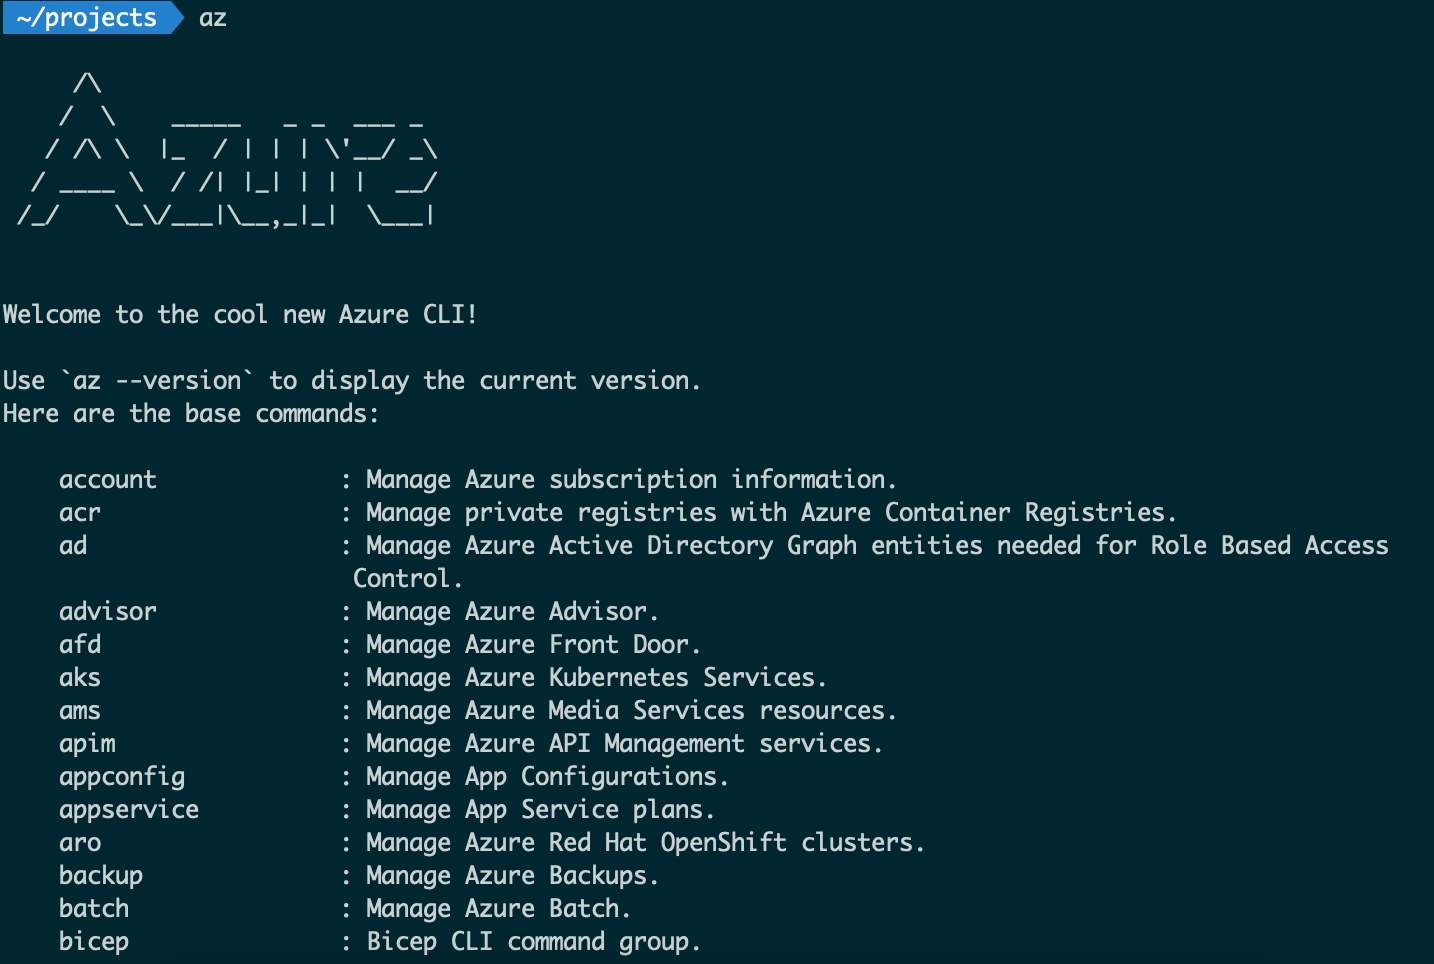 ~/projects az
     /\
    /  \    _____   _ _  ___ _
   / /\ \  |_  / | | | \'__/ _\
  / ____ \  / /| |_| | | |  __/
 /_/    \_\/___|\__,_|_|  \___|
Welcome to the cool new Azure CLI!
Use `az --version` to display the current version.
Here are the base commands:
    account             : Manage Azure subscription information.
    acr                 : Manage private registries with Azure Container Registries.
    ad                  : Manage Azure Active Directory Graph entities needed for Role Based Access
                         Control.
    advisor             : Manage Azure Advisor.
    afd                 : Manage Azure Front Door.
    aks                 : Manage Azure Kubernetes Services.
    ams                 : Manage Azure Media Services resources.
    apim                : Manage Azure API Management services.
    appconfig           : Manage App Configurations.
    appservice          : Manage App Service plans.
    aro                 : Manage Azure Red Hat OpenShift clusters.
    backup              : Manage Azure Backups.
    batch               : Manage Azure Batch.
    bicep               : Bicep CLI command group.